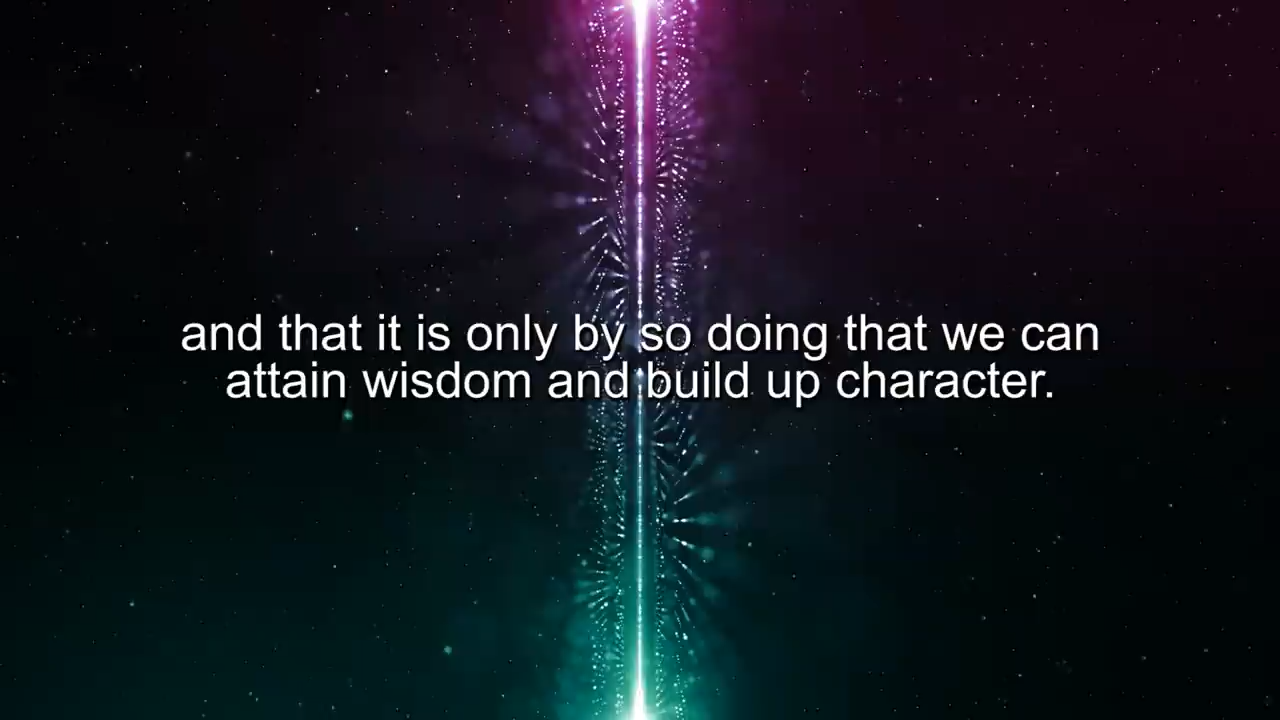 and that it is only by so doing that we can
attain wisdom and build up character.